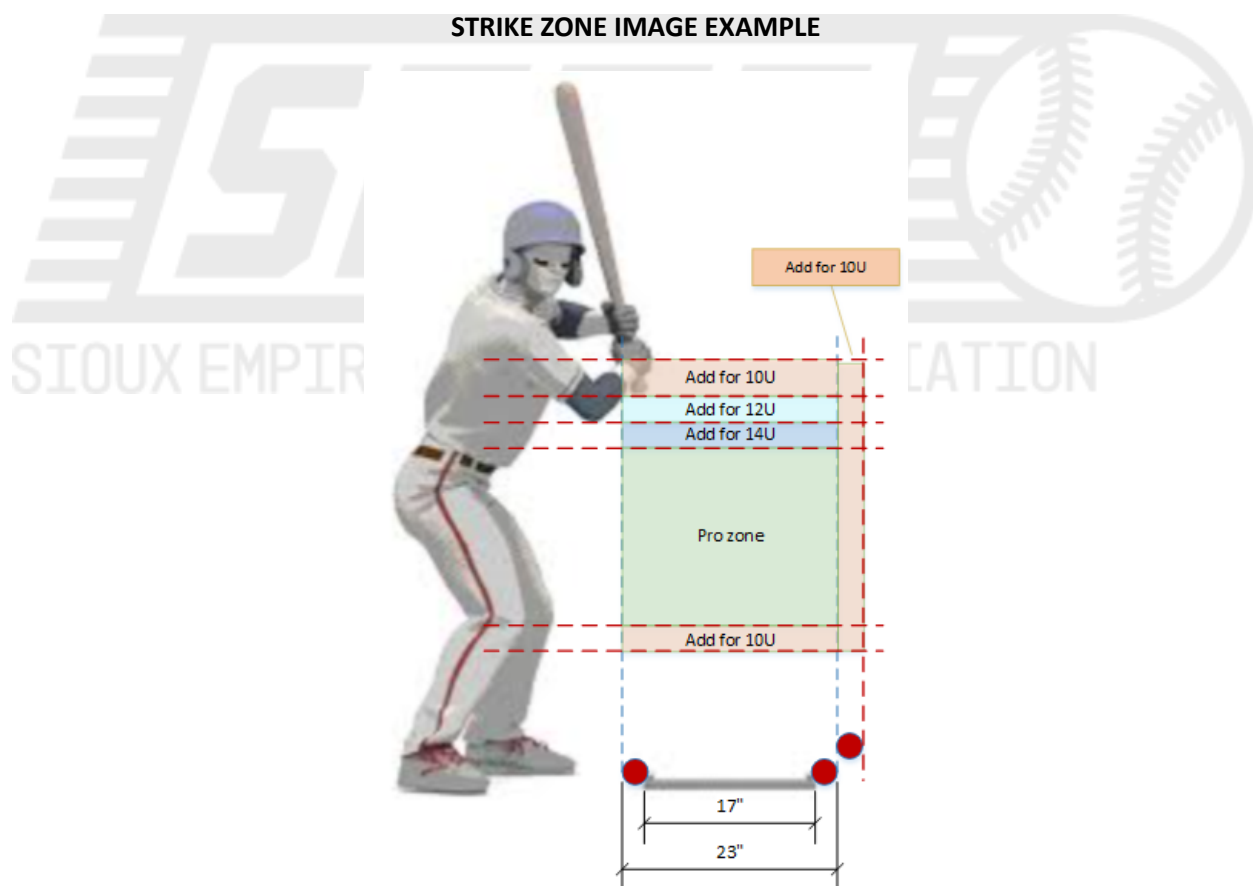 STRIKE ZONE IMAGE EXAMPLE
Add for 10U
SIOUX EMPIR
IATION
Add for 10U
Add for 12U
Add for 14U
Pro zone
Add for 10U
17"
23"